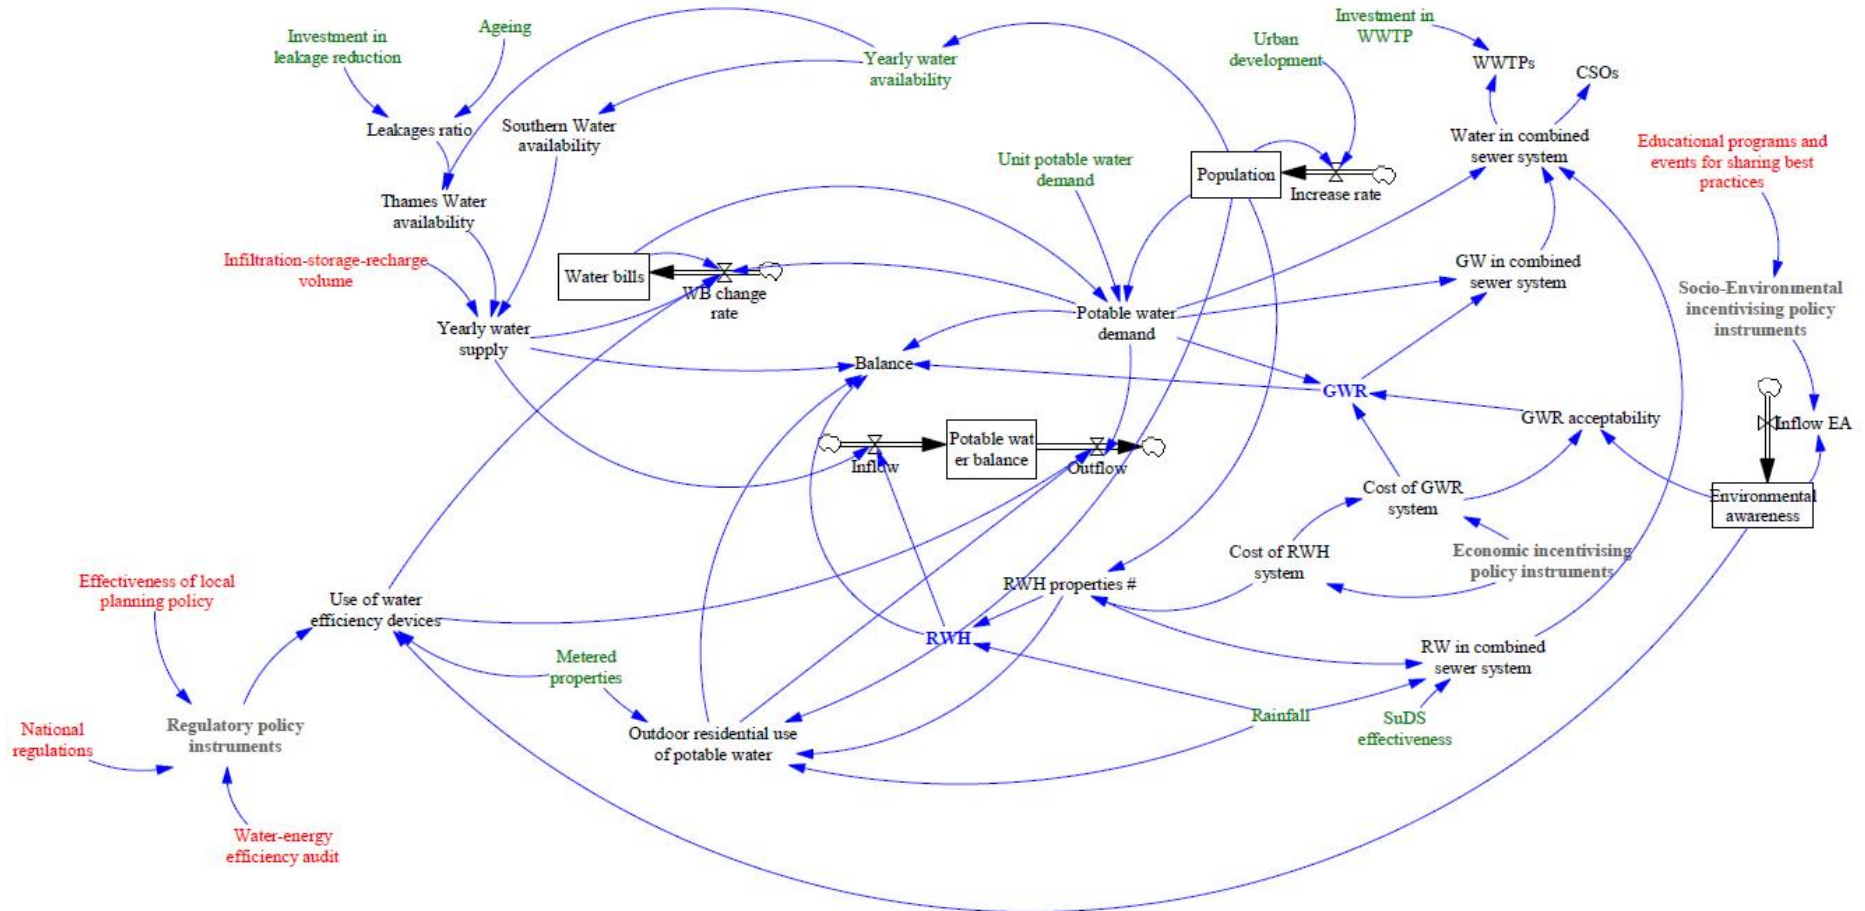 Investment in
leakage reduction
Ageing
Yearly water
availability
Urban
development
Investment in
WWTP
WWTPs
CSOs
Leakages ratio
Southern Water
availability
Water in combined
sewer system
Educational programs and
events for sharing best
practices
Unit potable water
demand
Population
Increase rate
Thames Water
availability
Infiltration-storage-recharge
volume
Water bills
WB change
rate
GW in combined
sewer system
Socio-Environmental
incentivising policy
instruments
Yearly water
supply
Potable water
demand
Balance
GWR
GWR acceptability
Inflow EA
Inflow
Potable wat
er balance
Outflow
Cost of GWR
system
Environmental
awareness
Cost of RWH
system
Economic incentivising
policy instruments
Effectiveness of local
planning policy
Use of water
efficiency devices
RWH properties #
RWH
RW in combined
sewer system
Metered
properties
Rainfall
SuDS
effectiveness
National
regulations
Regulatory policy
instruments
Outdoor residential use
of potable water
Water-energy
efficiency audit